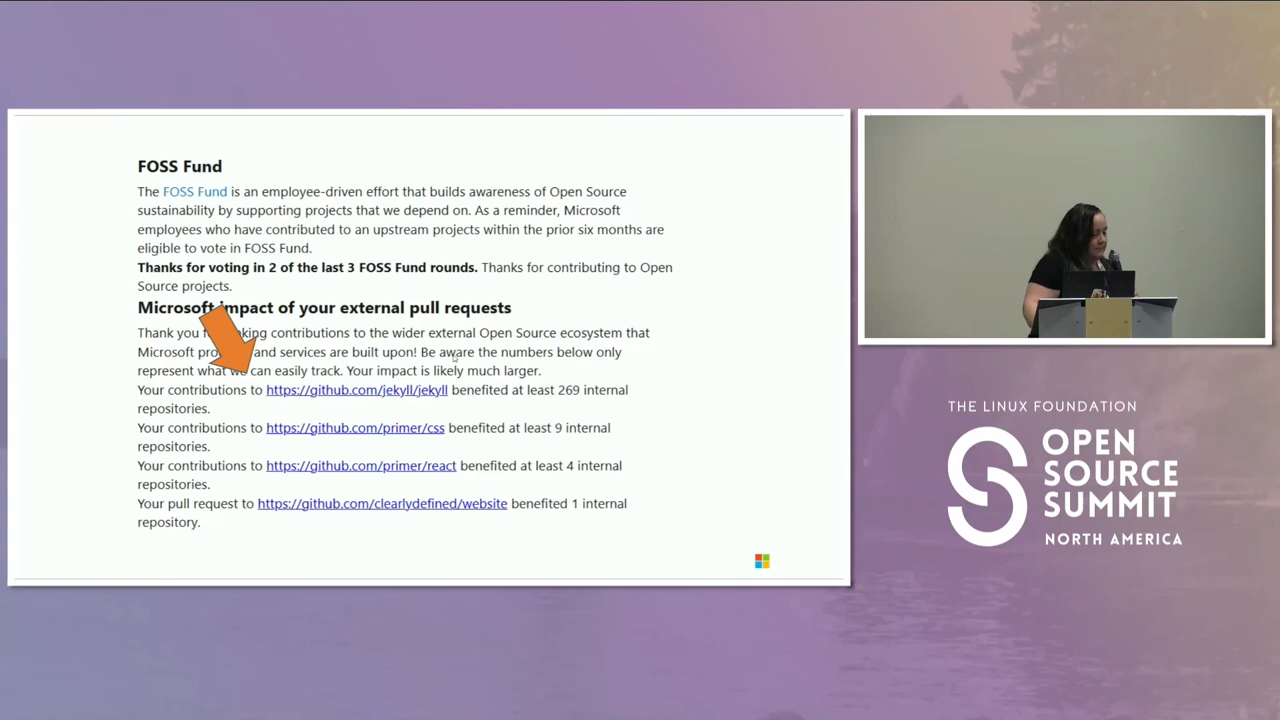 FOSS Fund
The FOSS Fund is an employee-driven effort that builds awareness of Open Source
sustainability by supporting projects that we depend on. As a reminder, Microsoft
employees who have contributed to an upstream projects within the prior six months are
eligible to vote in FOSS Fund.
Thanks for voting in 2 of the last 3 FOSS Fund rounds. Thanks for contributing to Open
Source projects.
Microsoft impact of your external pull requests
Thank you for making contributions to the wider external Open Source ecosystem that
Microsoft products and services are built upon! Be aware the numbers below only
represent what we can easily track. Your impact is likely much larger.
Your contributions to https://github.com/jekyll/jekyll benefited at least 269 internal
repositories.
Your contributions to https://github.com/primer/css benefited at least 9 internal
repositories.
Your contributions to https://github.com/primer/react benefited at least 4 internal
repositories.
Your pull request to https://github.com/clearlydefined/website benefited 1 internal
repository.
THE LINUX FOUNDATION
OPEN
SOURCE
SUMMIT
NORTH AMERICA